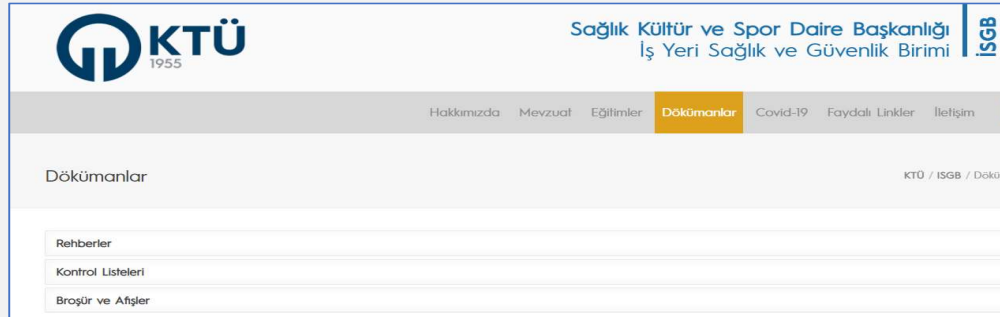 KTÜ
1955
Sağlık Kültür ve Spor Daire Başkanlığı
İş Yeri Sağlık ve Güvenlik Birimi
İSGB
Hakkımızda Mevzuat Eğitimler Dökümanlar Covid-19 Faydalı Linkler İletişim
Dökümanlar
KTÜ / ISGB / Dökü
Rehberler
Kontrol Listeleri
Broşür ve Afişler